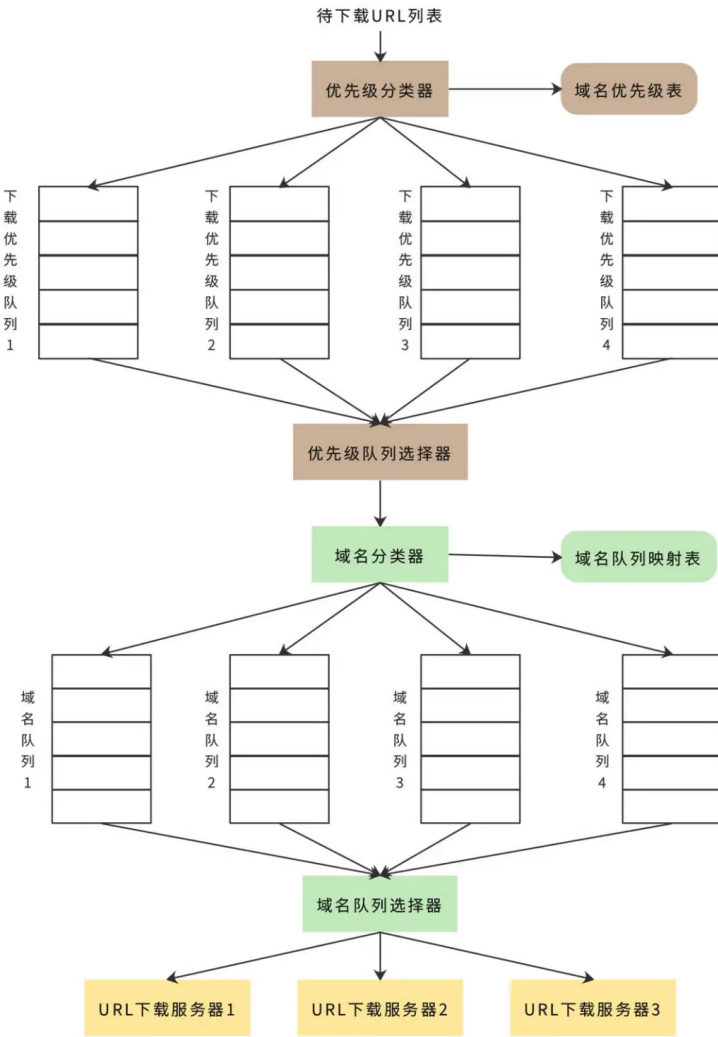 待下载URL列表
优先级分类器
域名优先级表
下载优先级队列1
下载优先级队列2
下载优先级队列3
下载优先级队列4
优先级队列选择器
域名分类器
域名队列映射表
域名队列1
域名队列2
域名队列3
域名队列4
域名队列选择器
URL下载服务器1
URL下载服务器2
URL下载服务器3